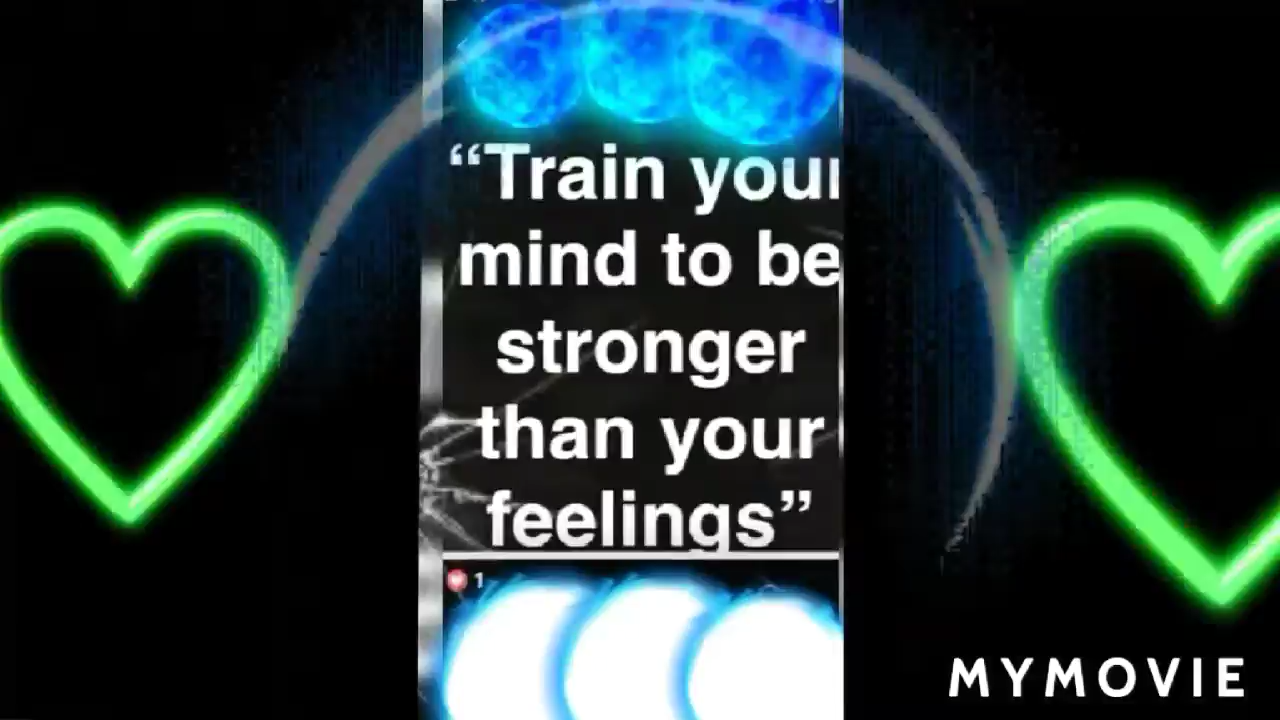 “Train your
mind to be
stronger
than your
feelings”
1
MYMOVIE